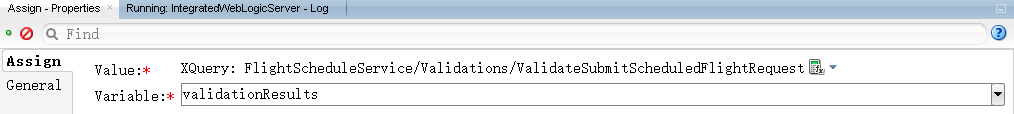 Assign - Properties × Running: IntegratedWebLogicServer - Log
Find
Assign
General
Value:* XQuery: FlightScheduleService/Validations/ValidateSubmitScheduledFlightRequest
Variable:* validationResults